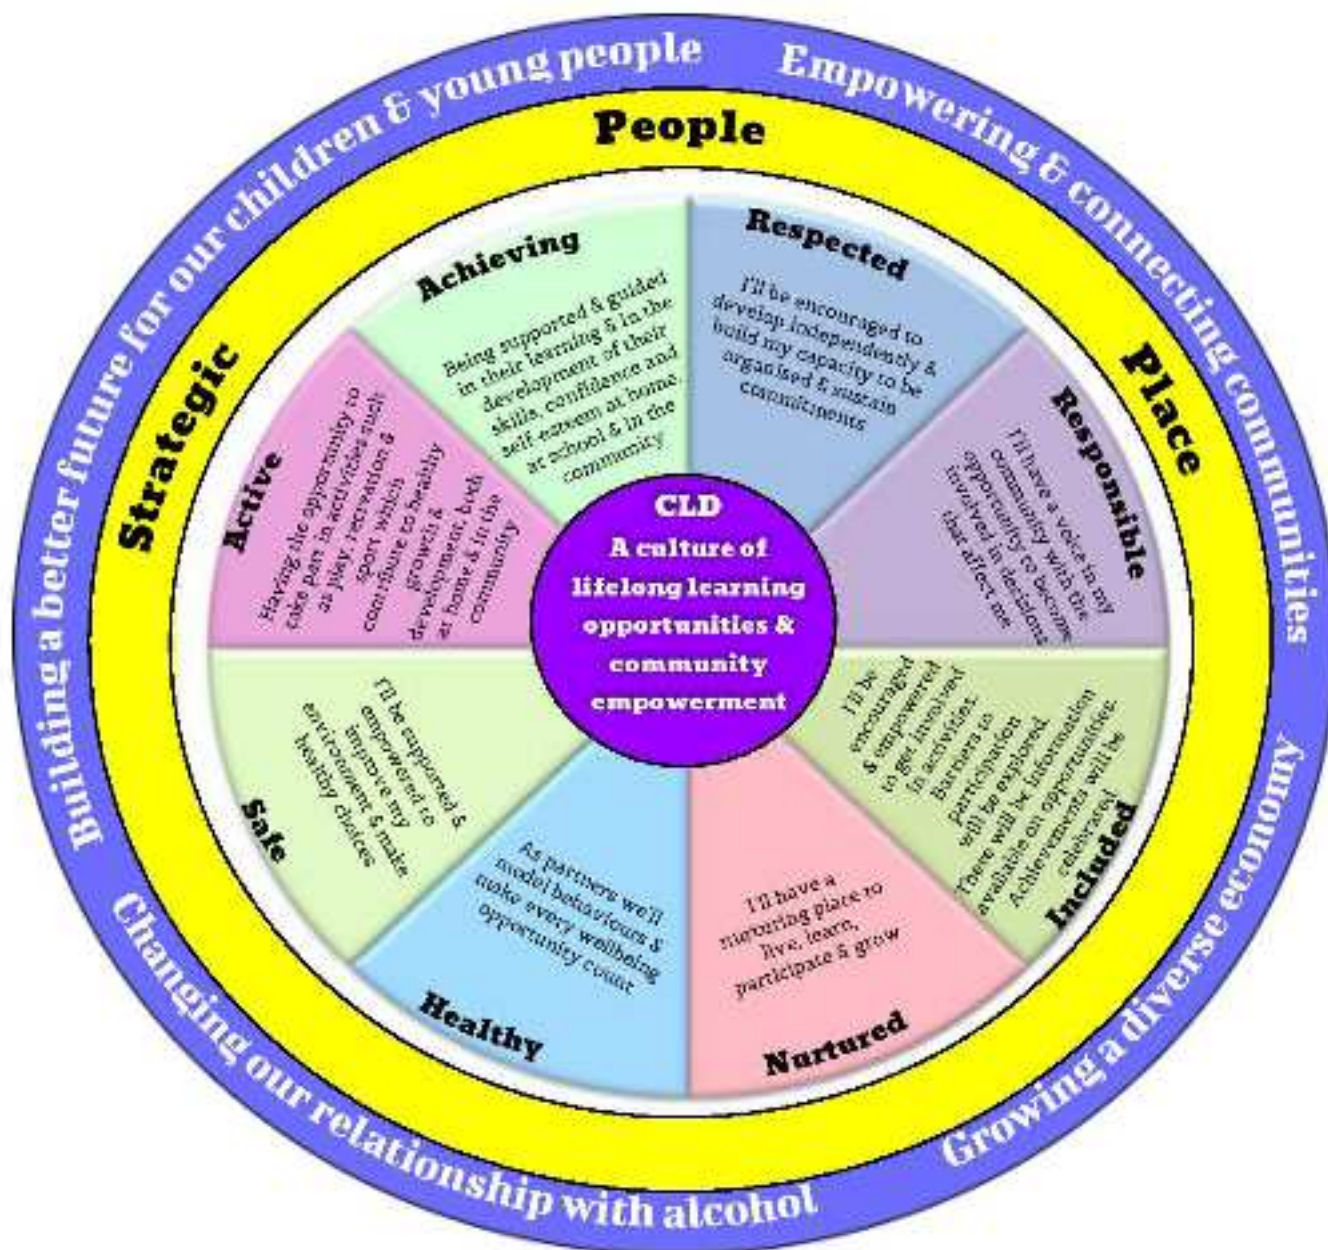 Building a better future for our children & young people
Empowering & connecting communities
Growing a diverse economy
Changing our relationship with alcohol
People
Place
Strategic
Achieving
Being supported & guided
in their learning & in the
development of their
skills, confidence and
self esteem at home,
at school & in the
community
Respected
I'll be encouraged to
develop independently &
build my capacity to be
organised & sustain
commitments
Responsible
I'll have a voice in my
community with the
opportunity to become
involved in decisions
that affect me
Included
I'll be
encouraged
& empowered
to get involved
in activities.
Barriers to
participation
will be explored.
There will be information
available on opportunities.
Achievements will be
celebrated
Nurtured
I'll have a
nurturing place to
live, learn,
participate & grow
Healthy
As partners we'll
model behaviours &
make every wellbeing
opportunity count
Safe
I'll be supported &
empowered to
improve my
environment & make
healthy choices
Active
Having the opportunity to
take part in activities such
as play, recreation &
sport which
contribute to healthy
growth &
development, both
at home & in the
community
CLD
A culture of
lifelong learning
opportunities &
community
empowerment